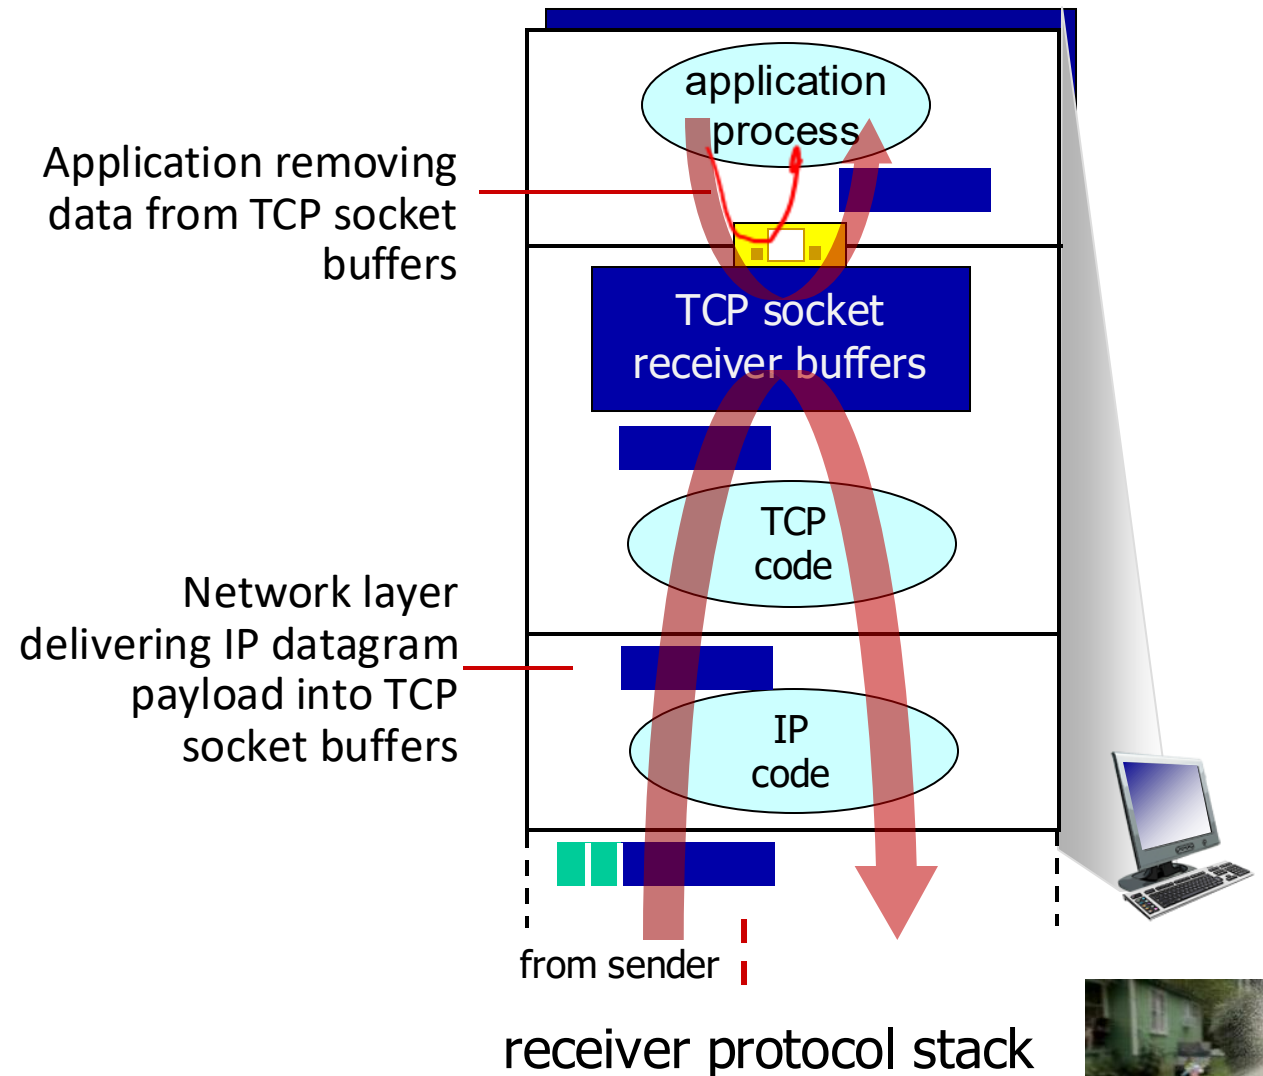 application
process
Application removing
data from TCP socket
buffers
TCP socket
receiver buffers
TCP
code
Network layer
delivering IP datagram
payload into TCP
socket buffers
IP
code
from sender
receiver protocol stack